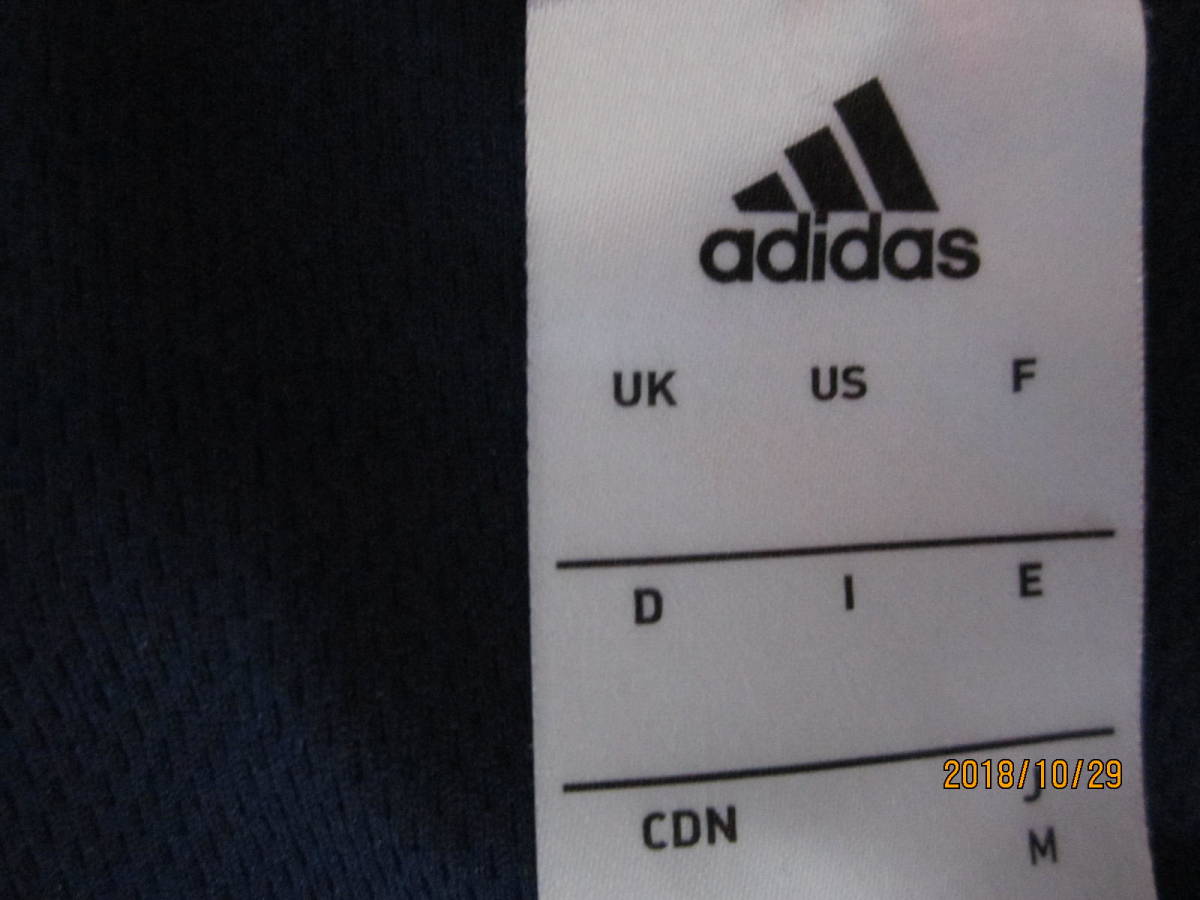 adidas
UK US F
D I E
2018/10/29
CDN J
M